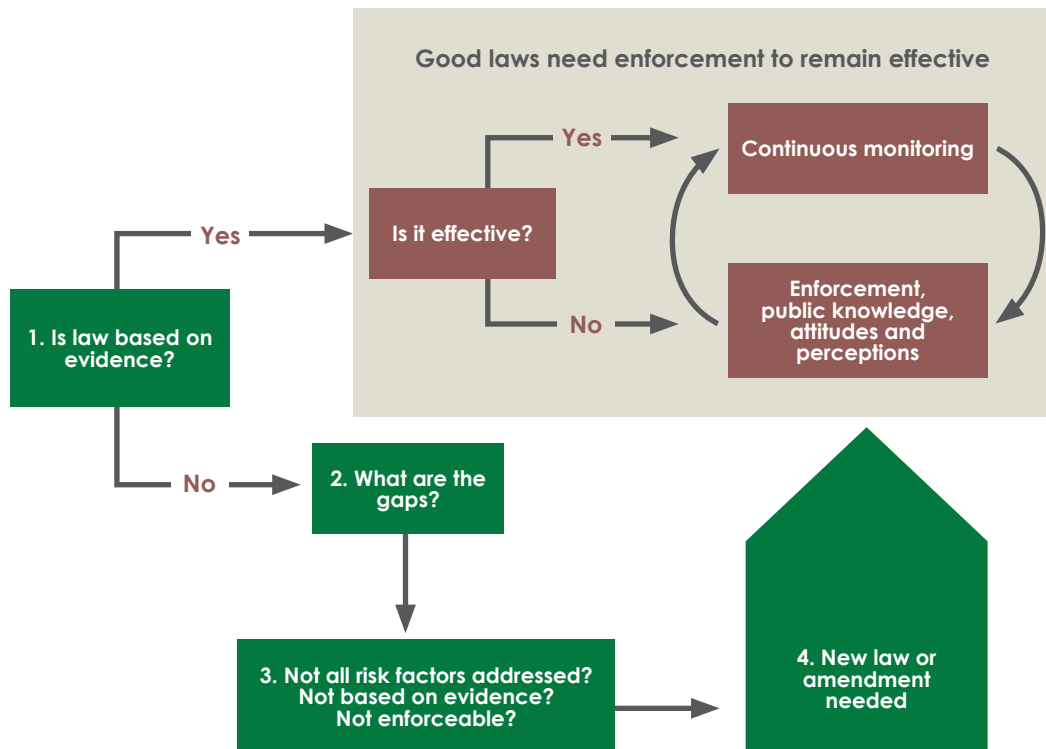 Good laws need enforcement to remain effective
Yes
Continuous monitoring
Is it effective?
Yes
No
Enforcement,
public knowledge,
attitudes and
perceptions
1. Is law based on
evidence?
No
2. What are the
gaps?
3. Not all risk factors addressed?
Not based on evidence?
Not enforceable?
4. New law or
amendment
needed